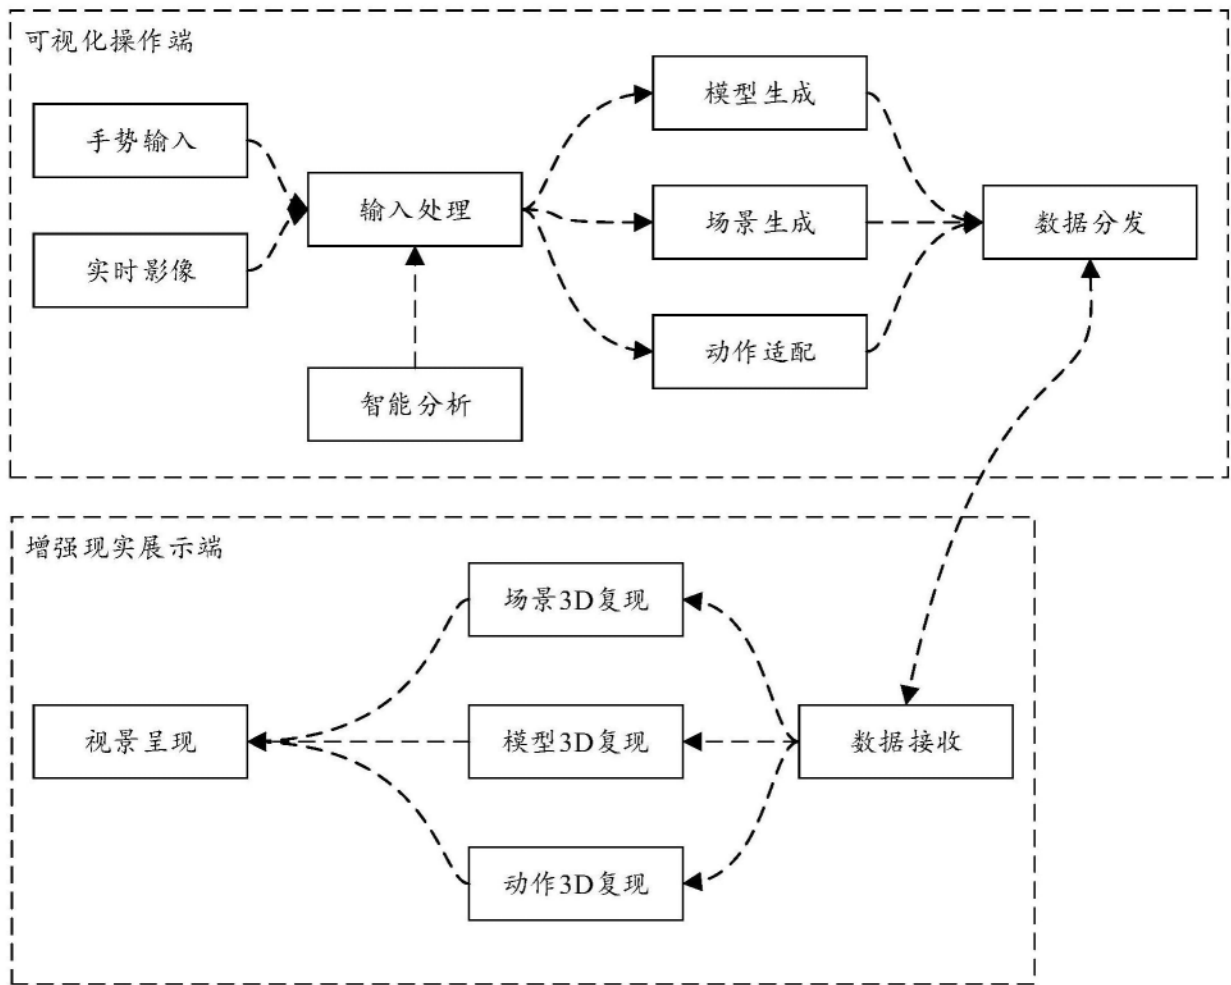 可视化操作端
模型生成
手势输入
输入处理
场景生成
数据分发
实时影像
动作适配
智能分析
增强现实展示端
场景3D复现
视景呈现
模型3D复现
数据接收
动作3D复现